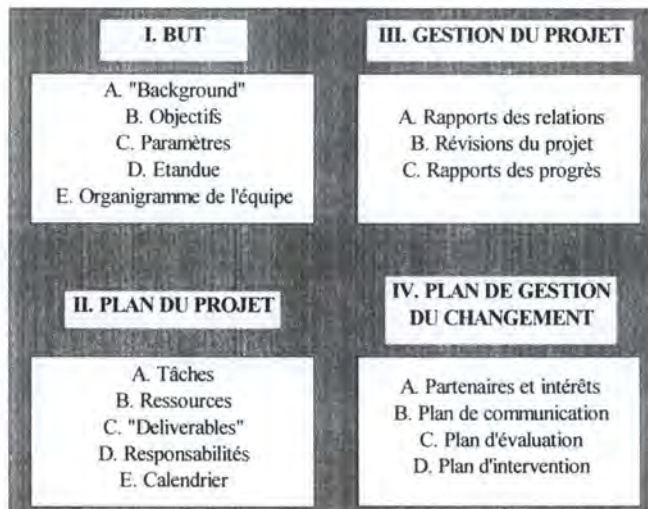 I. BUT
A. "Background"
B. Objectifs
C. Paramètres
D. Etandue
E. Organigramme de l'équipe
II. PLAN DU PROJET
A. Tâches
B. Ressources
C. "Deliverables"
D. Responsabilités
E. Calendrier
III. GESTION DU PROJET
A. Rapports des relations
B. Révisions du projet
C. Rapports des progrès
IV. PLAN DE GESTION
DU CHANGEMENT
A. Partenaires et intérêts
B. Plan de communication
C. Plan d'évaluation
D. Plan d'intervention